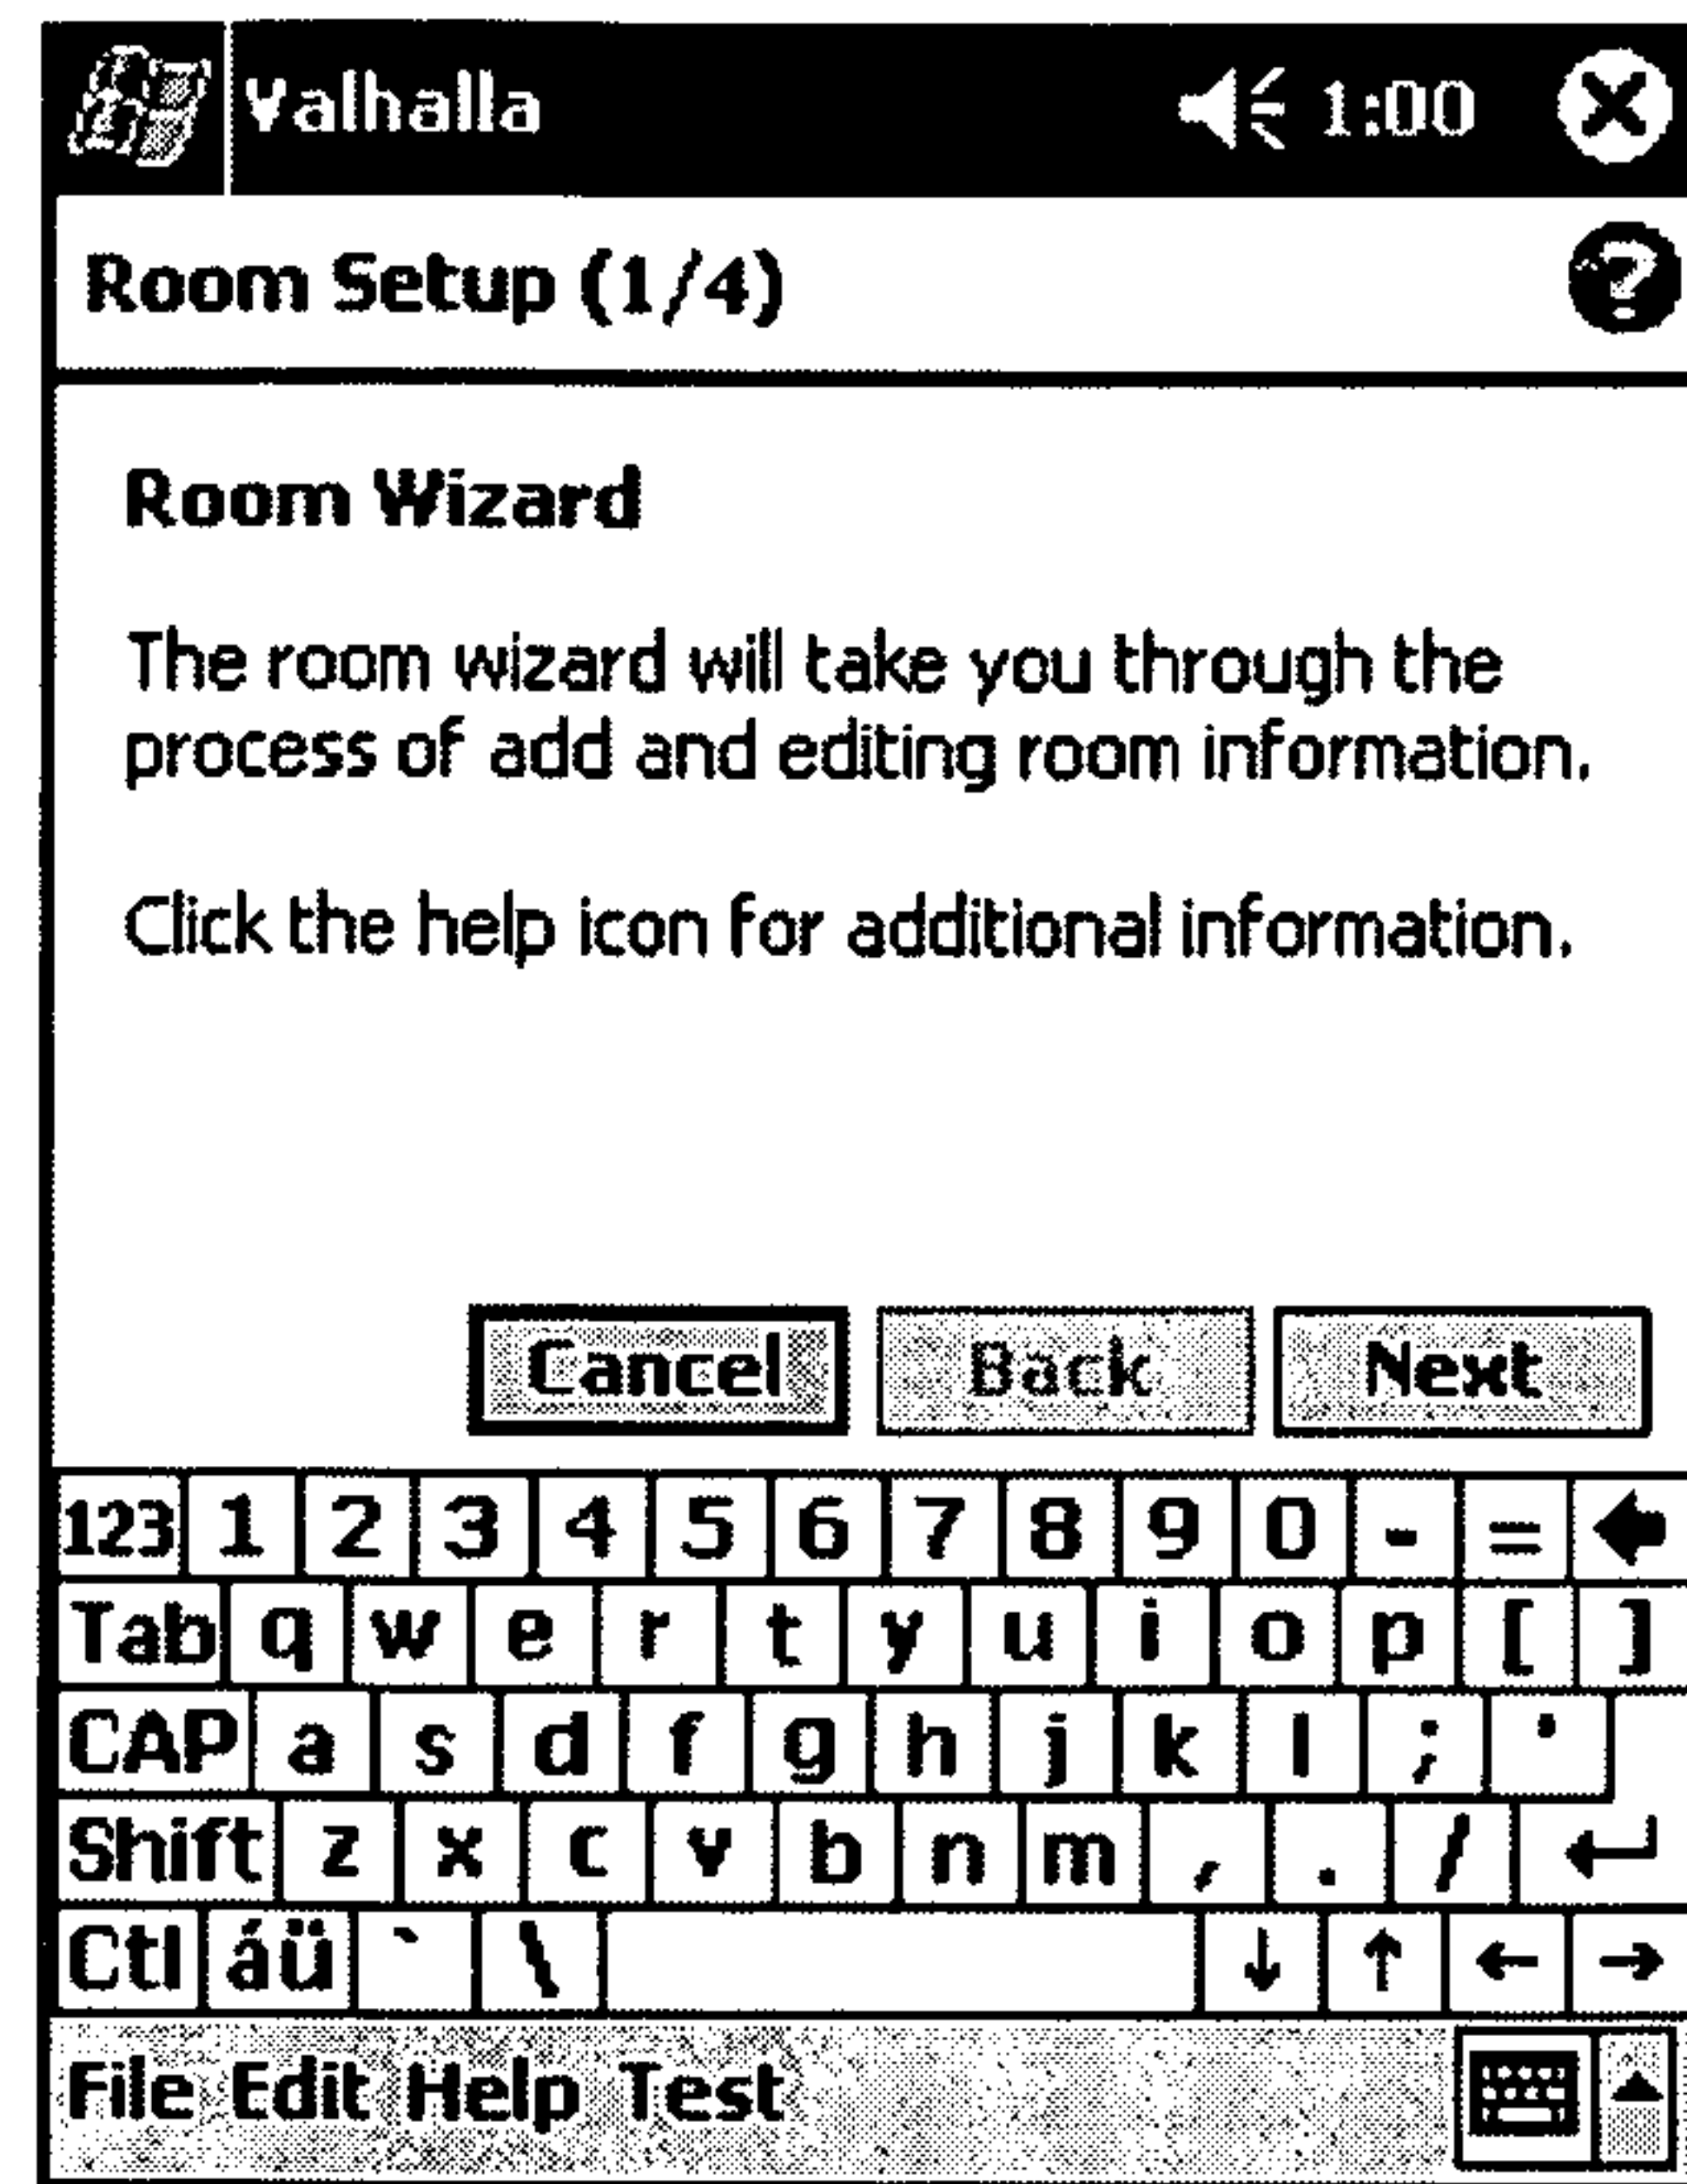 Valhalla 1:00
Room Setup (1/4) ?
Room Wizard
The room wizard will take you through the
process of add and editing room information.
Click the help icon for additional information.
Cancel Back Next
123 1 2 3 4 5 6 7 8 9 0 - =
Tab q w e r t y u i o p [ ]
CAP a s d f g h j k l ; '
Shift z x c v b n m , . /
Ctl áü ` \ ↓ ↑ ← →
File Edit Help Test